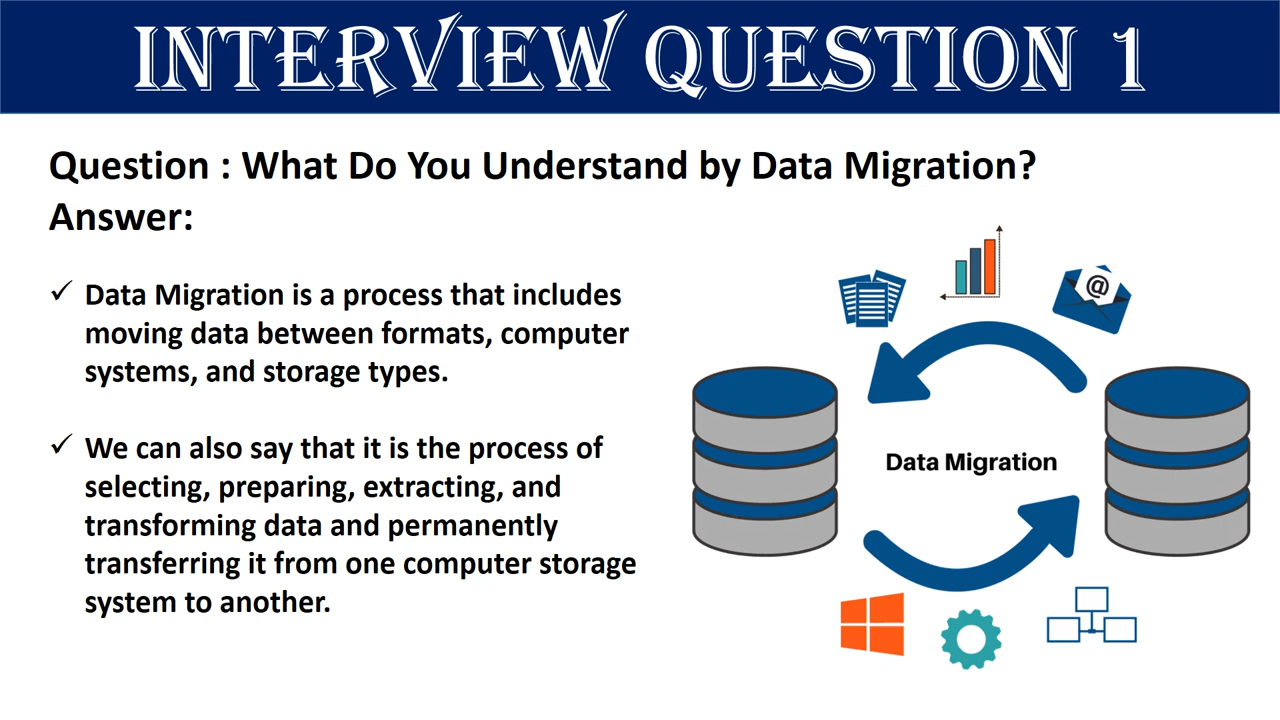 INTERVIEW QUESTION 1
Question : What Do You Understand by Data Migration?
Answer:
✓ Data Migration is a process that includes
moving data between formats, computer
systems, and storage types.
✓ We can also say that it is the process of
selecting, preparing, extracting, and
transforming data and permanently
transferring it from one computer storage
system to another.
@
Data Migration